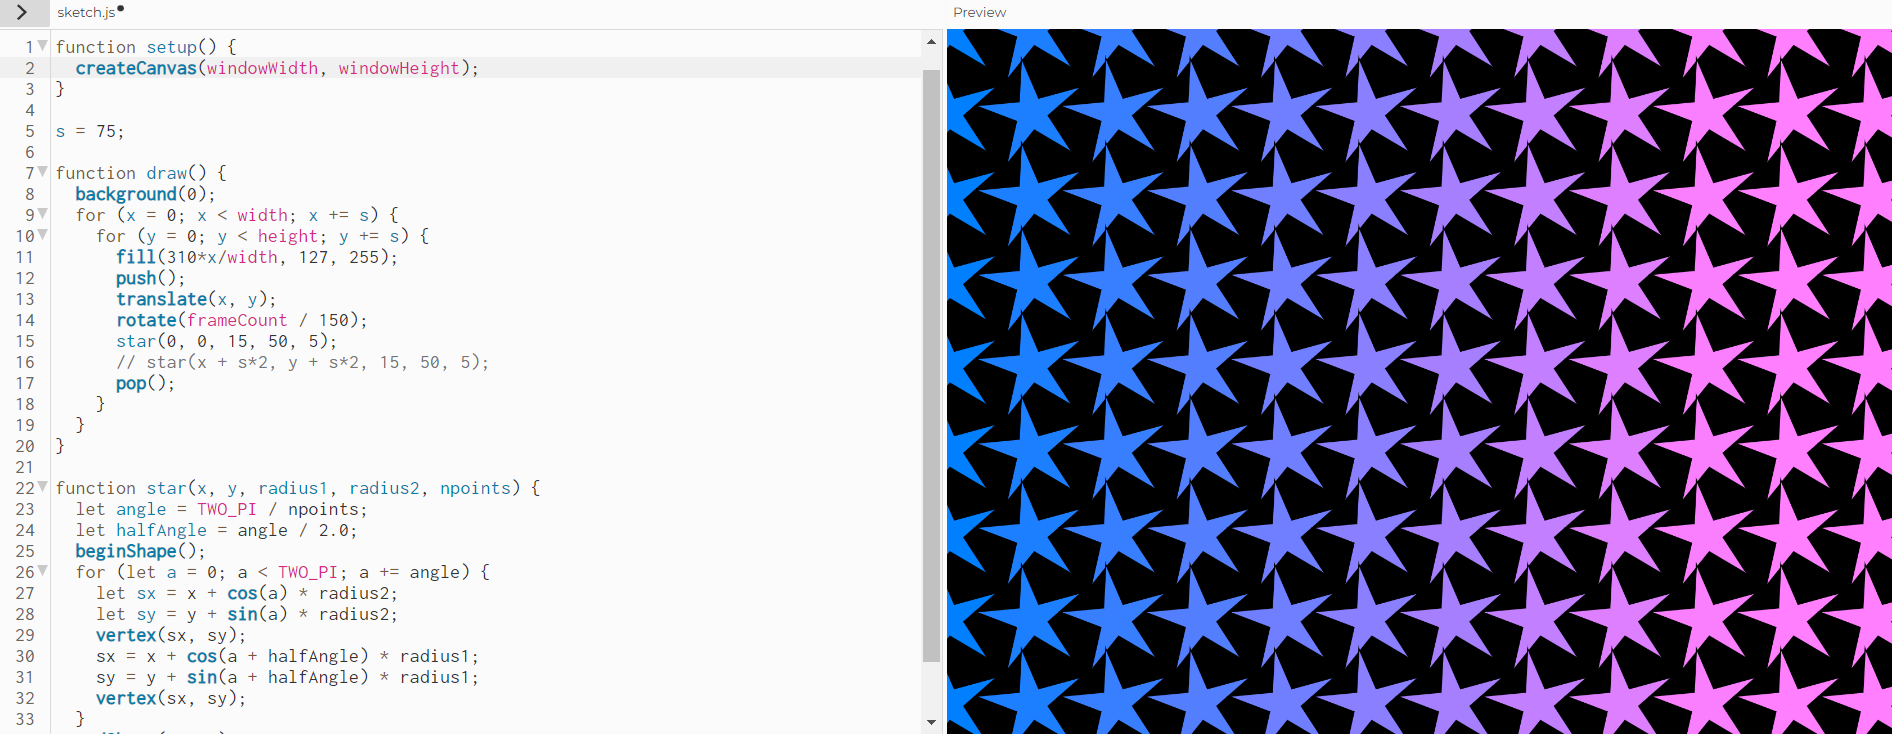 sketch.js
Preview
1 function setup() {
2 createCanvas(windowWidth, windowHeight);
3 }
4
5 s = 75;
6
7 function draw() {
8 background(0);
9 for (x = 0; x < width; x += s) {
10 for (y = 0; y < height; y += s) {
11 fill(310*x/width, 127, 255);
12 push();
13 translate(x, y);
14 rotate(frameCount / 150);
15 star(0, 0, 15, 50, 5);
16 // star(x + s*2, y + s*2, 15, 50, 5);
17 pop();
18 }
19 }
20 }
21
22 function star(x, y, radius1, radius2, npoints) {
23 let angle = TWO_PI / npoints;
24 let halfAngle = angle / 2.0;
25 beginShape();
26 for (let a = 0; a < TWO_PI; a += angle) {
27 let sx = x + cos(a) * radius2;
28 let sy = y + sin(a) * radius2;
29 vertex(sx, sy);
30 sx = x + cos(a + halfAngle) * radius1;
31 sy = y + sin(a + halfAngle) * radius1;
32 vertex(sx, sy);
33 }